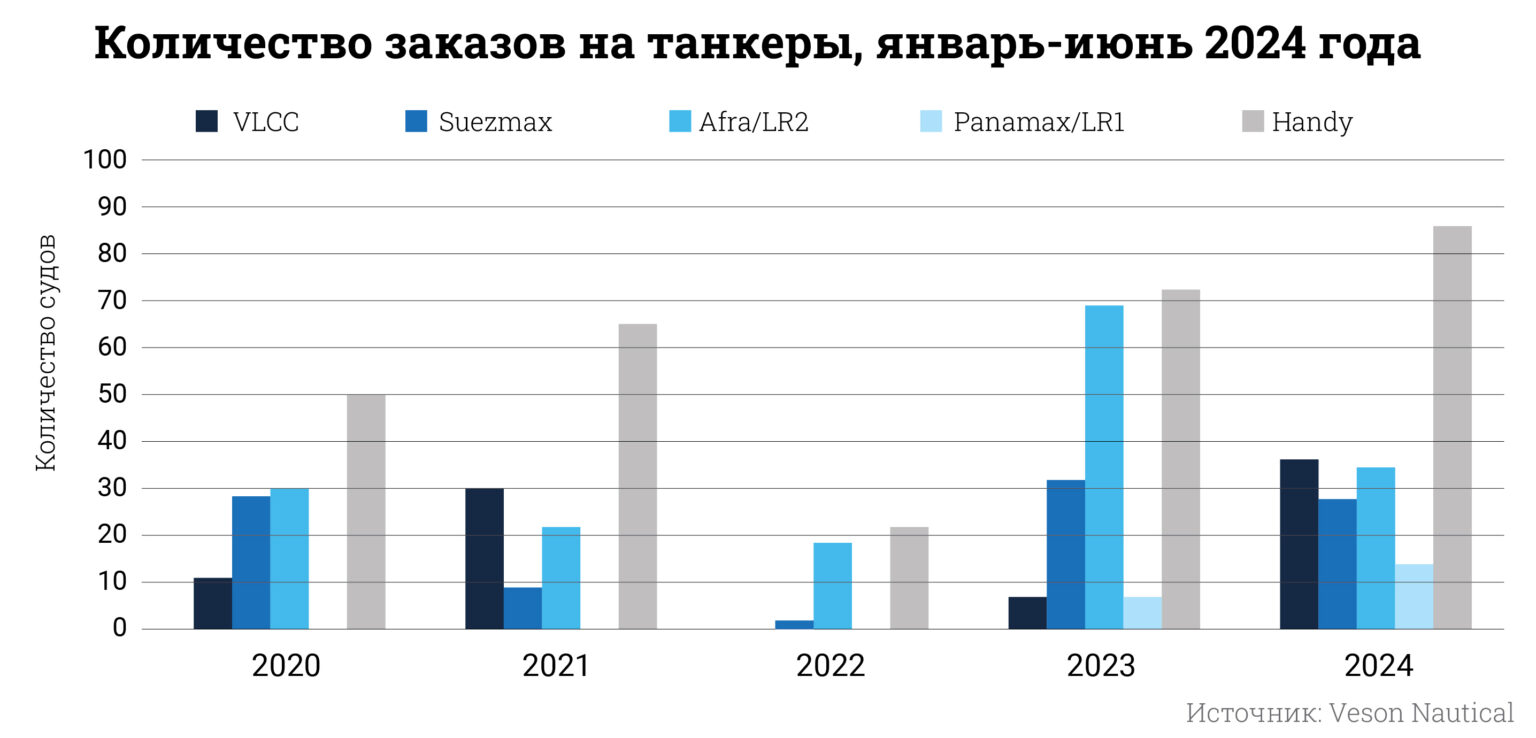 Количество заказов на танкеры, январь-июнь 2024 года
VLCC Suezmax Afra/LR2 Panamax/LR1 Handy
Количество судов
100
90
80
70
60
50
40
30
20
10
0
2020 2021 2022 2023 2024
Источник: Veson Nautical